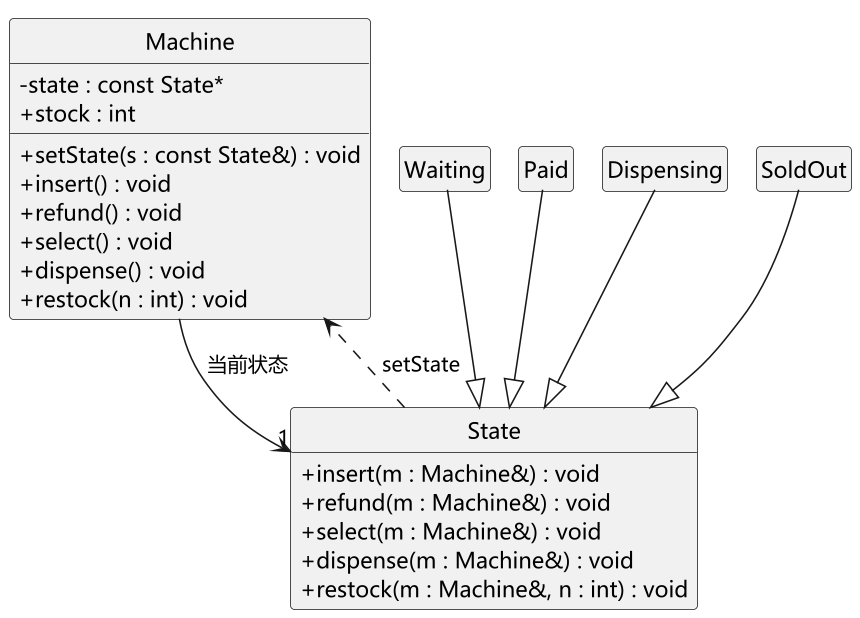 Machine
-state : const State*
+stock : int
+setState(s : const State&) : void
+insert() : void
+refund() : void
+select() : void
+dispense() : void
+restock(n : int) : void
Waiting
Paid
Dispensing
SoldOut
当前状态
setState
1
State
+insert(m : Machine&) : void
+refund(m : Machine&) : void
+select(m : Machine&) : void
+dispense(m : Machine&) : void
+restock(m : Machine&, n : int) : void